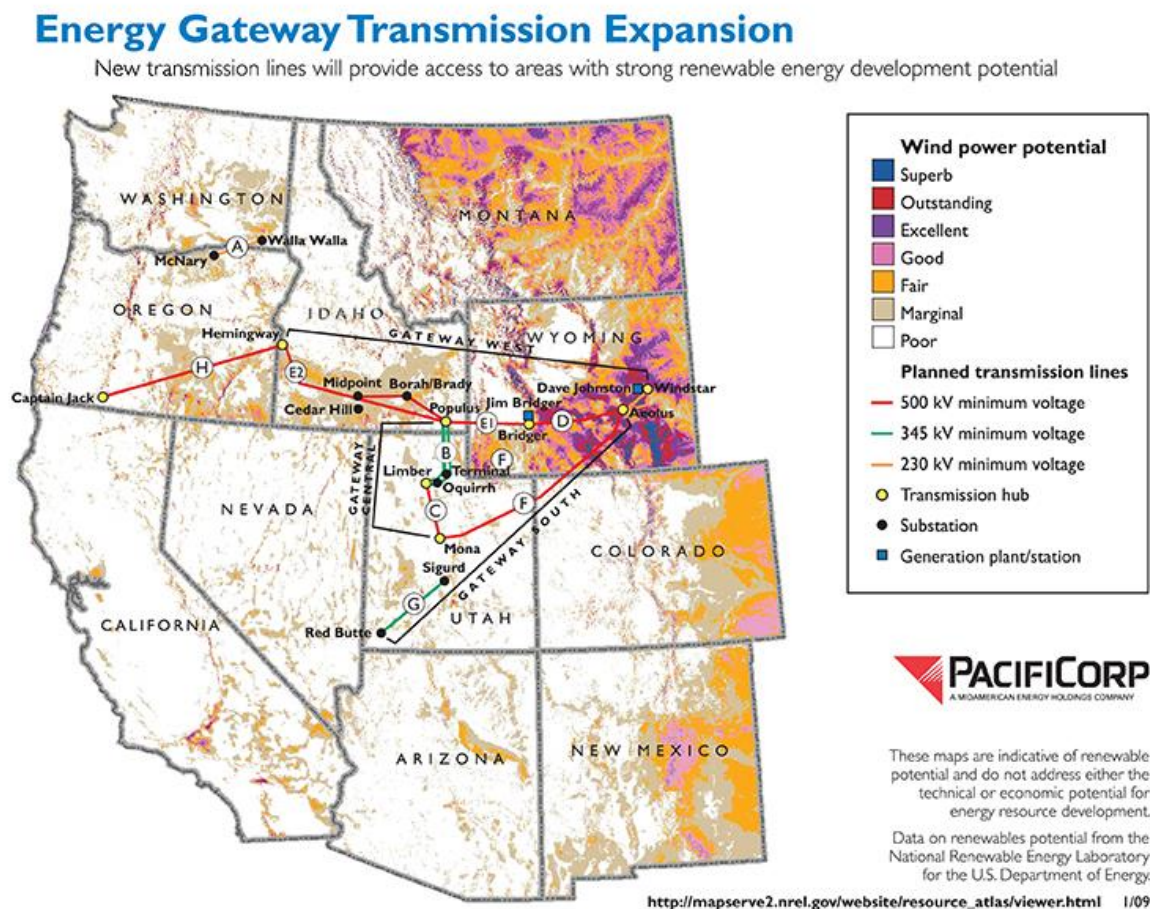 Energy Gateway Transmission Expansion
New transmission lines will provide access to areas with strong renewable energy development potential
WASHINGTON
Walla Walla
A
McNary
MONTANA
OREGON
IDAHO
Hemingway
GATEWAY WEST
WYOMING
H
E2
Midpoint
Borah/Brady
Dave Johnston
Windstar
Captain Jack
Cedar Hill
Populus
Jim Bridger
Aeolus
E1
D
Bridger
B
F
GATEWAY
CENTRAL
Limber
Terminal
Oquirrh
NEVADA
C
F
GATEWAY SOUTH
Mona
COLORADO
Sigurd
G
UTAH
CALIFORNIA
Red Butte
ARIZONA
NEW MEXICO
Wind power potential
Superb
Outstanding
Excellent
Good
Fair
Marginal
Poor
Planned transmission lines
500 kV minimum voltage
345 kV minimum voltage
230 kV minimum voltage
Transmission hub
Substation
Generation plant/station
PACIFICORP
A MIDAMERICAN ENERGY HOLDINGS COMPANY
These maps are indicative of renewable
potential and do not address either the
technical or economic potential for
energy resource development.
Data on renewables potential from the
National Renewable Energy Laboratory
for the U.S. Department of Energy.
http://mapserve2.nrel.gov/website/resource_atlas/viewer.html 1/09